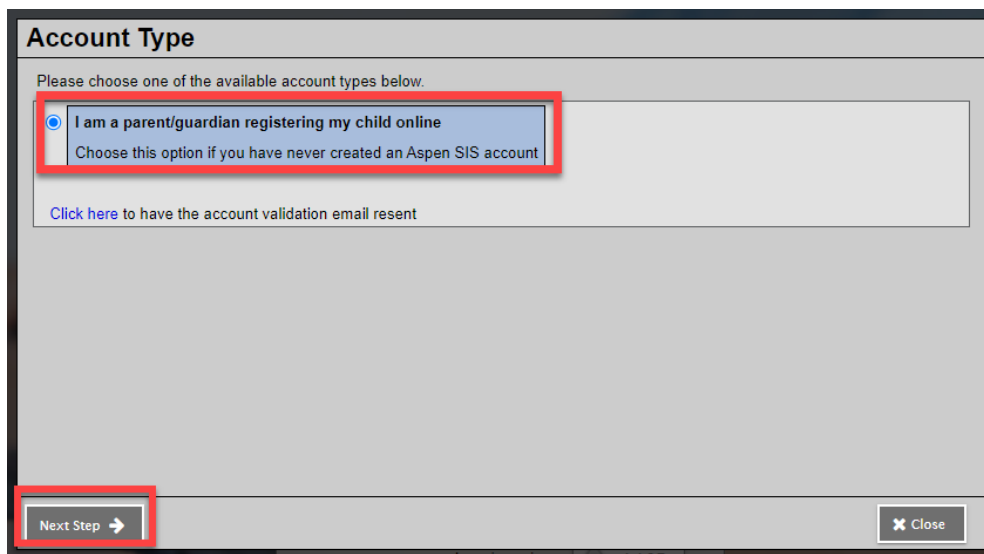 Account Type
Please choose one of the available account types below.
I am a parent/guardian registering my child online
Choose this option if you have never created an Aspen SIS account
Click here to have the account validation email resent
Next Step
Close